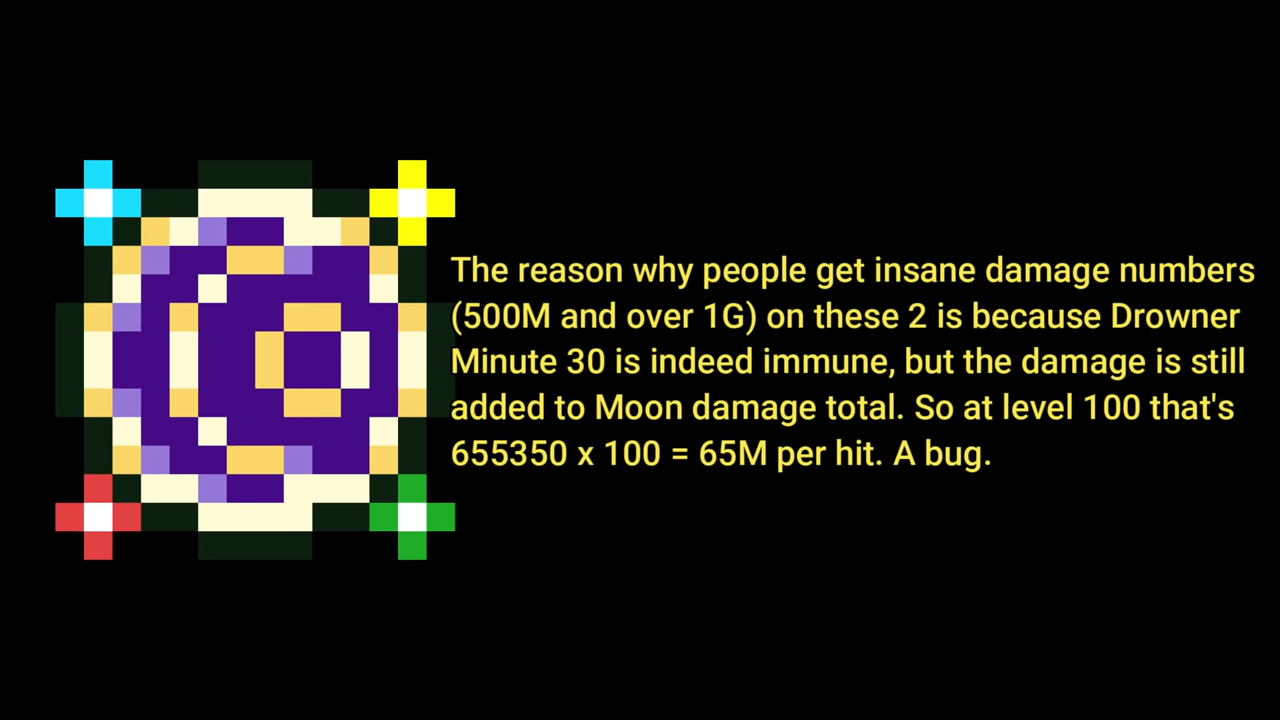 The reason why people get insane damage numbers
(500M and over 1G) on these 2 is because Drowner
Minute 30 is indeed immune, but the damage is still
added to Moon damage total. So at level 100 that's
655350 x 100 = 65M per hit. A bug.